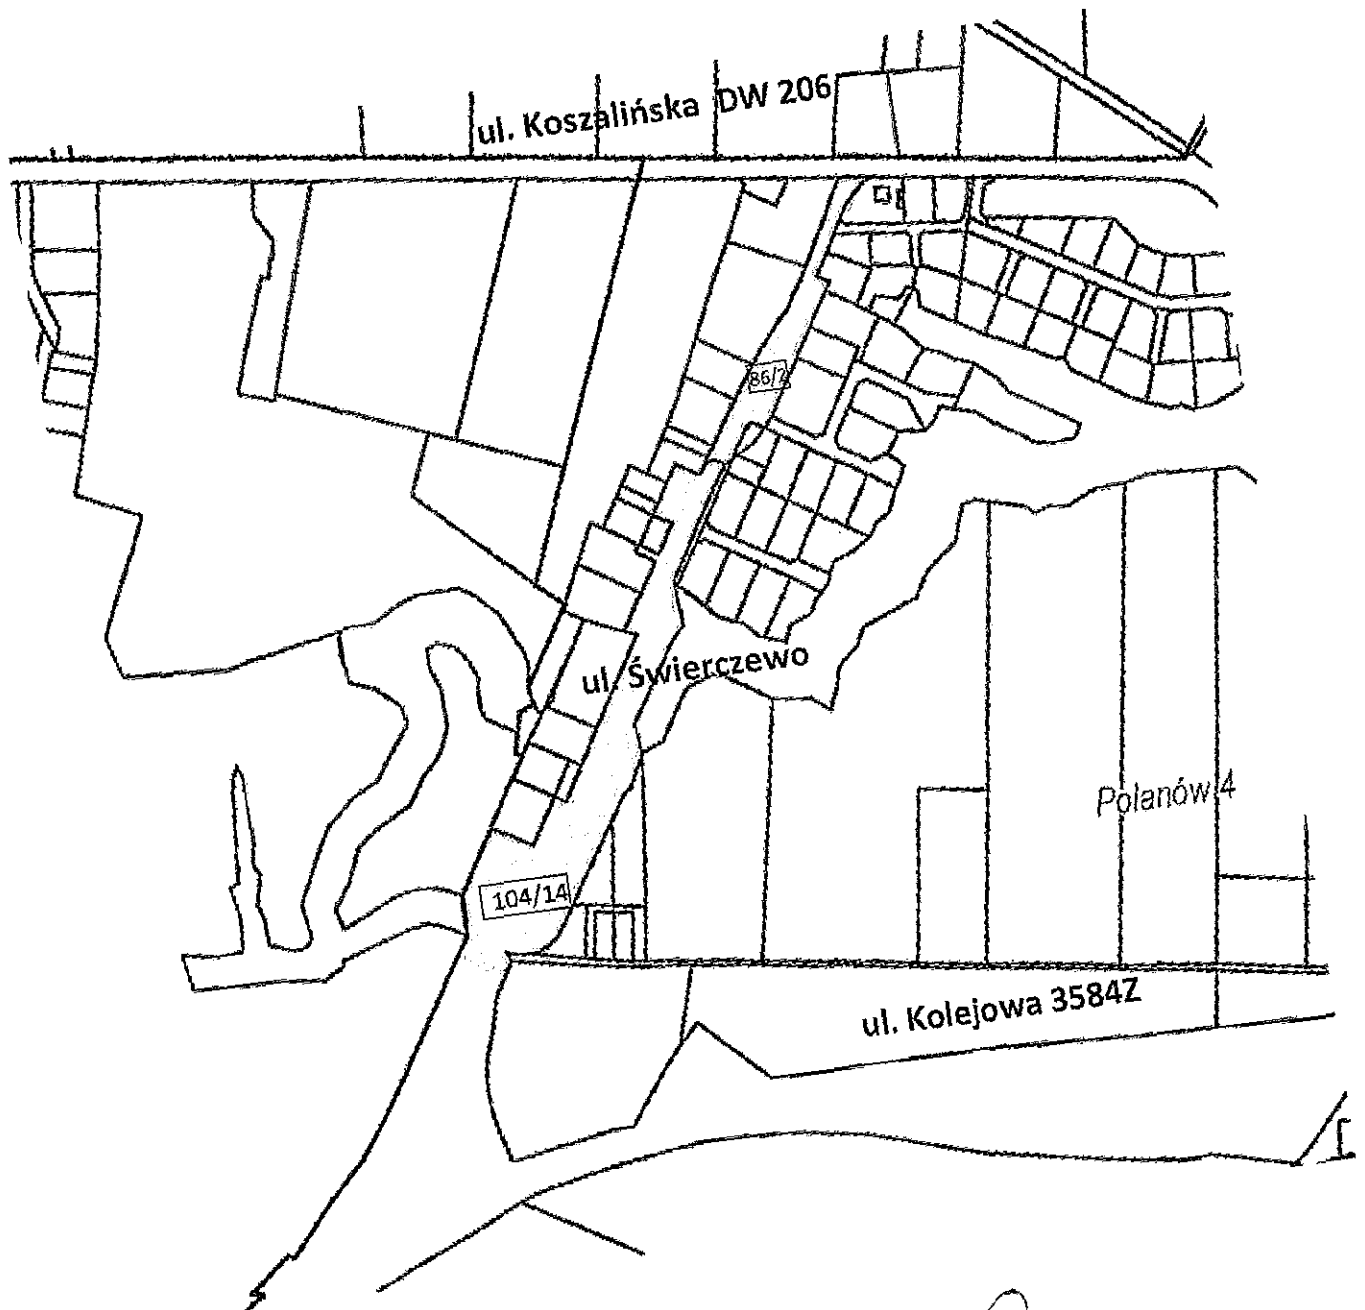 ul. Koszalińska DW 206
86/2
ul. Świerczewo
Polanów 4
104/14
ul. Kolejowa 3584Z